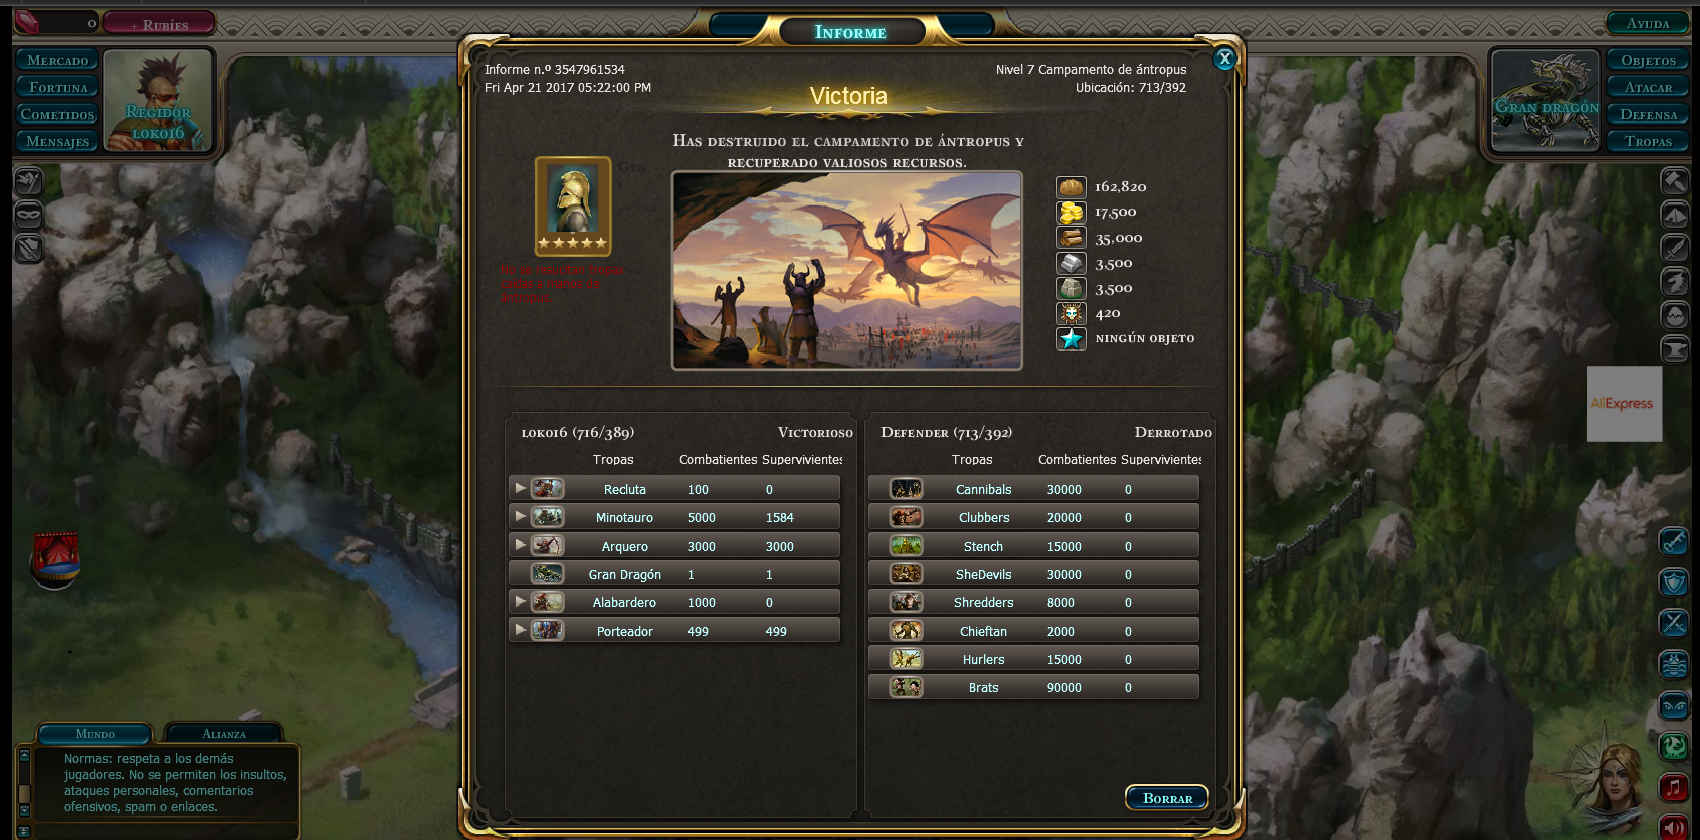 0
+ Rubíes
Informe
Ayuda
Mercado
Fortuna
Cometidos
Mensajes
Regidor
loko16
Informe n.º 3547961534
Fri Apr 21 2017 05:22:00 PM
Nivel 7 Campamento de ántropus
Ubicación: 713/392
X
Victoria
Gran dragón
Objetos
Atacar
Defensa
Tropas
Has destruido el campamento de ántropus y
recuperado valiosos recursos.
Gen.
1
162,820
17,500
35,000
3,500
3,500
420
ningún objeto
AliExpress
loko16 (716/389) Victorioso
Tropas Combatientes Supervivientes
Recluta 100 0
Minotauro 5000 1584
Arquero 3000 3000
Gran Dragón 1 1
Alabardero 1000 0
Porteador 499 499
Defender (713/392) Derrotado
Tropas Combatientes Supervivientes
Cannibals 30000 0
Clubbers 20000 0
Stench 15000 0
SheDevils 30000 0
Shredders 8000 0
Chieftan 2000 0
Hurlers 15000 0
Brats 90000 0
Borrar
Mundo
Alianza
Normas: respeta a los demás
jugadores. No se permiten los insultos,
ataques personales, comentarios
ofensivos, spam o enlaces.